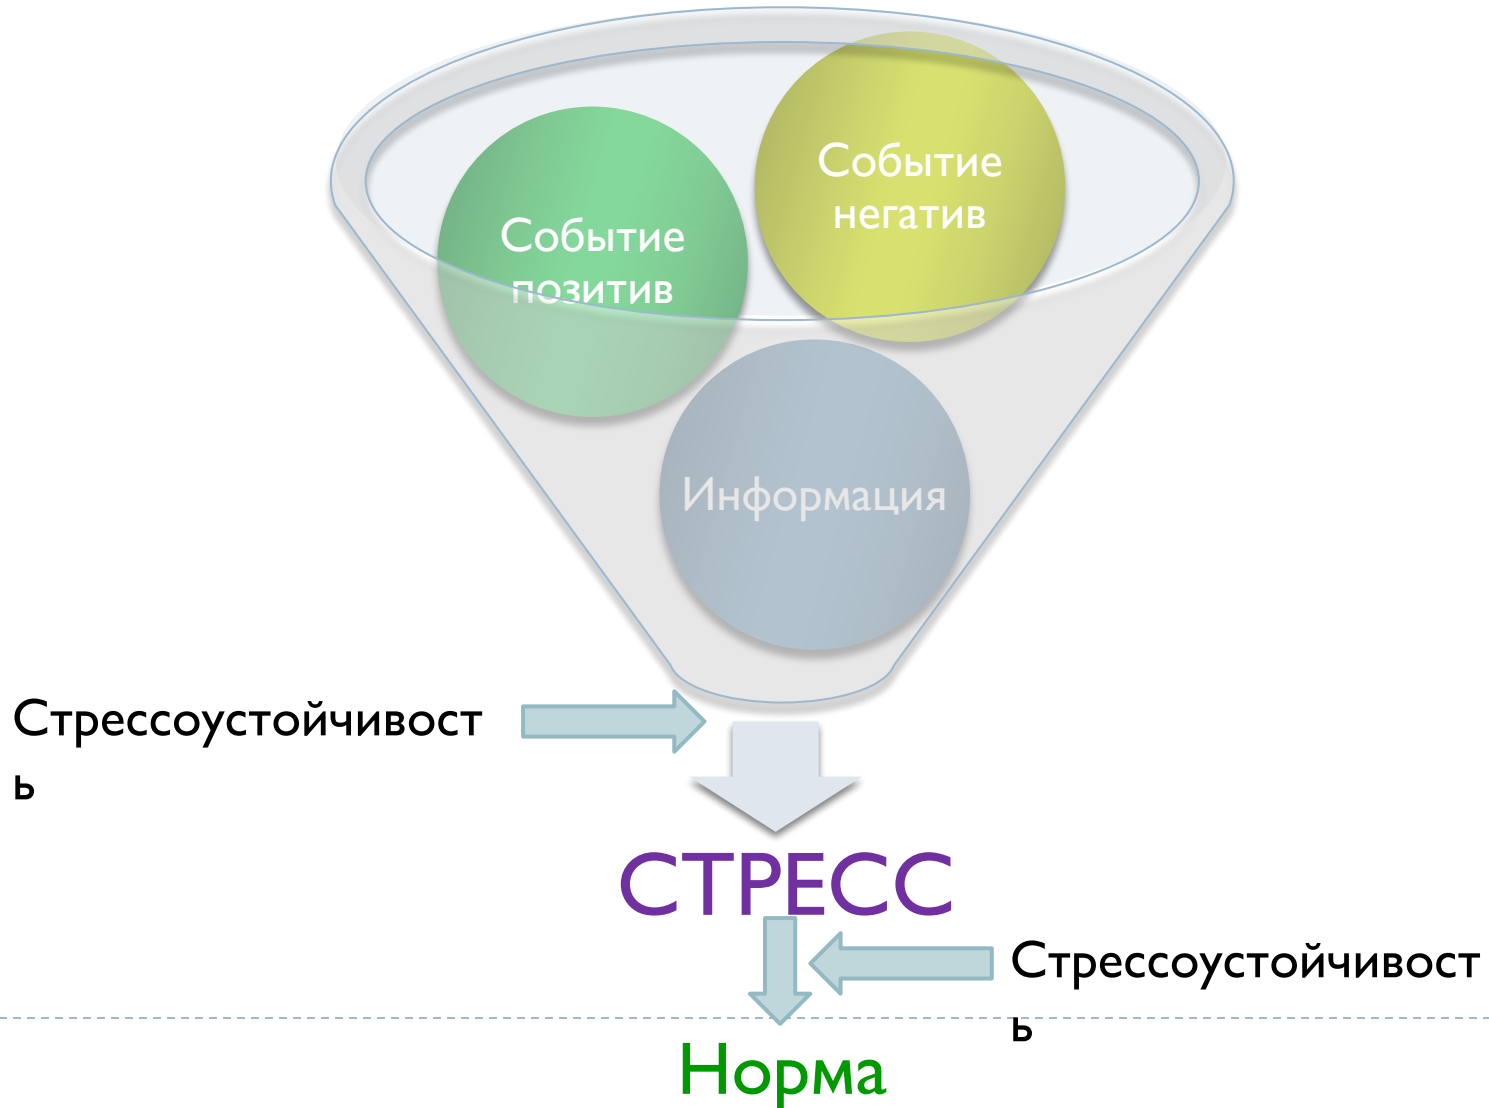 Событие
негатив
Событие
позитив
Информация
Стрессоустойчивост
ь
СТРЕСС
Стрессоустойчивост
ь
Норма